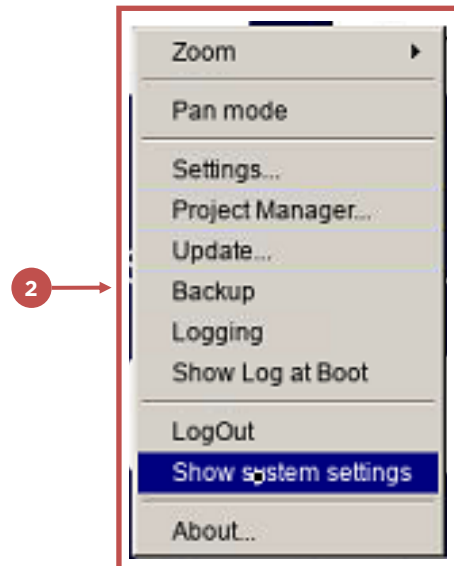 Zoom
Pan mode
Settings...
Project Manager...
Update...
2
Backup
Logging
Show Log at Boot
LogOut
Show system settings
About...